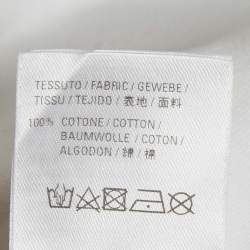 TESSUTO / FABRIC / GEWEBE /
TISSU / TEJIDO / 表地 / 面料
100% COTONE / COTTON /
BAUMWOLLE / COTON /
ALGODON / 綿 / 棉